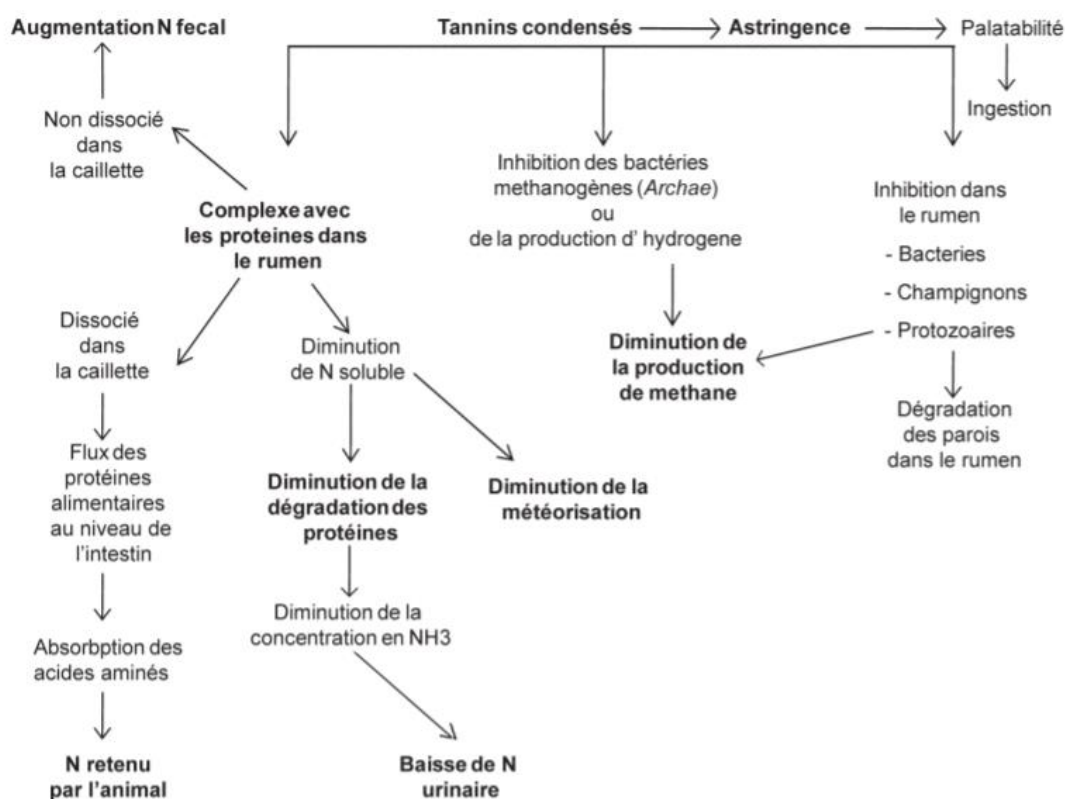 Augmentation N fecal
Tannins condensés
Astringence
Palatabilité
Ingestion
Non dissocié
dans
la caillette
Complexe avec
les proteines dans
le rumen
Inhibition des bactéries
methanogènes (Archae)
ou
de la production d' hydrogene
Inhibition dans
le rumen
- Bacteries
- Champignons
- Protozoaires
Dissocié
dans
la caillette
Diminution
de N soluble
Diminution de
la production
de methane
Dégradation
des parois
dans le rumen
Flux des
protéines
alimentaires
au niveau de
l'intestin
Diminution de la
dégradation des
protéines
Diminution de la
météorisation
Diminution de la
concentration en NH3
Absorbption des
acides aminés
N retenu
par l'animal
Baisse de N
urinaire